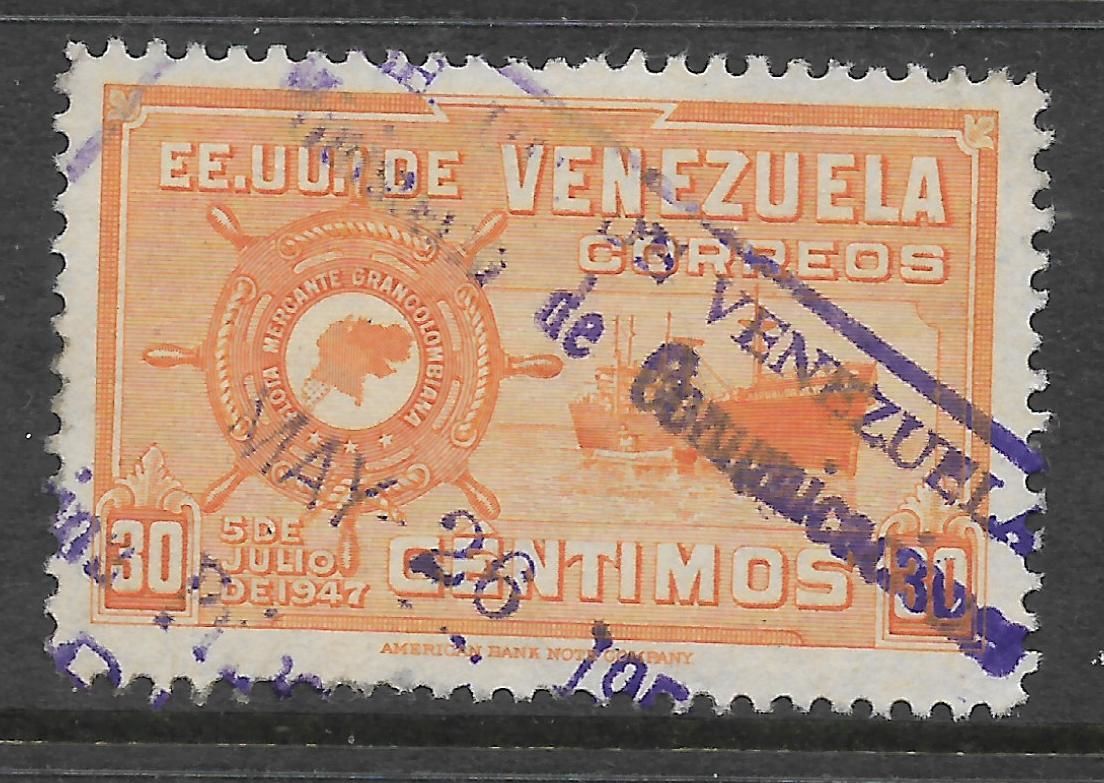 EE.UU. DE VENEZUELA
CORREOS
FLOTA MERCANTE GRANCOLOMBIANA
30
5 DE
JULIO
DE 1947
CENTIMOS
30
AMERICAN BANK NOTE COMPANY
VENEZUELA
de
MAY 26